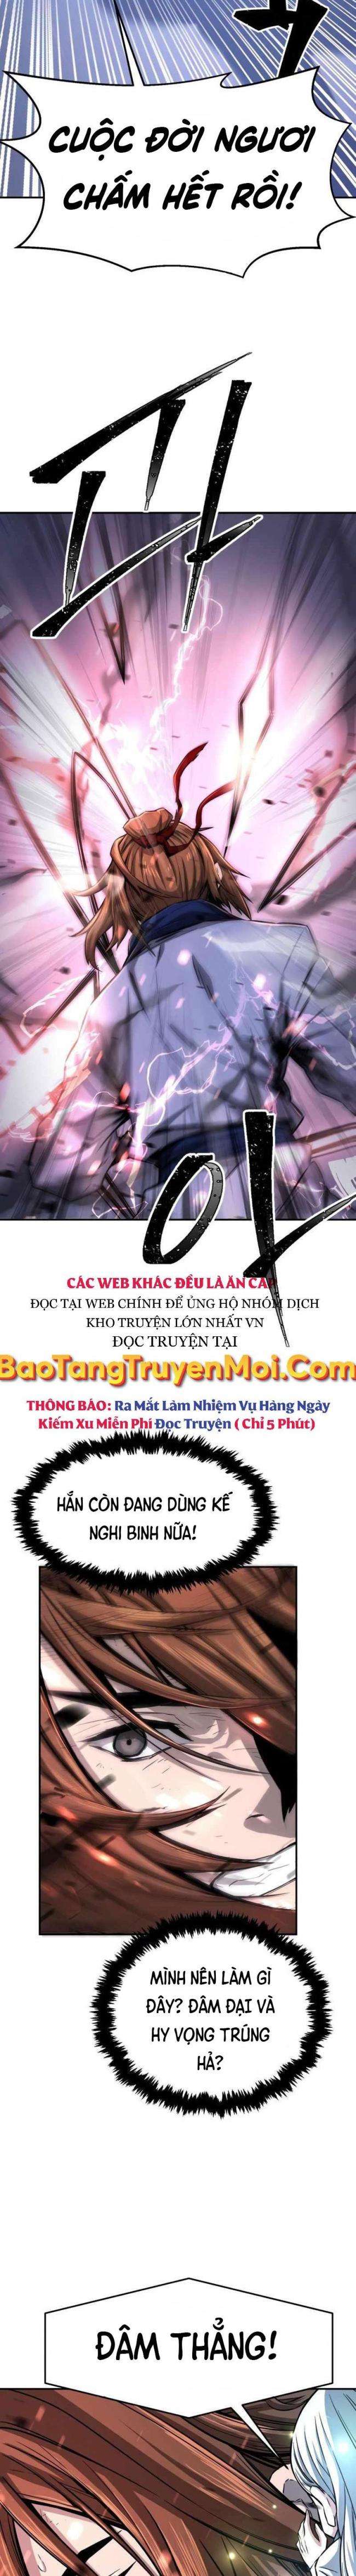 CUỘC ĐỜI NGƯƠI
CHẤM HẾT RỒI!
CÁC WEB KHÁC ĐỀU LÀ ĂN CẮ
ĐỌC TẠI WEB CHÍNH ĐỂ ỦNG HỘ NHÓM DỊCH
KHO TRUYỆN LỚN NHẤT VN
ĐỌC TRUYỆN TẠI
BaoTangTruyenMoi.Com
THÔNG BÁO: Ra Mắt Làm Nhiệm Vụ Hàng Ngày
Kiếm Xu Miễn Phí Đọc Truyện ( Chỉ 5 Phút)
HẮN CÒN ĐANG DÙNG KẾ
NGHI BINH NỮA!
MÌNH NÊN LÀM GÌ
ĐÂY? ĐÂM ĐẠI VÀ
HY VỌNG TRÚNG
HẢ?
ĐÂM THẲNG!